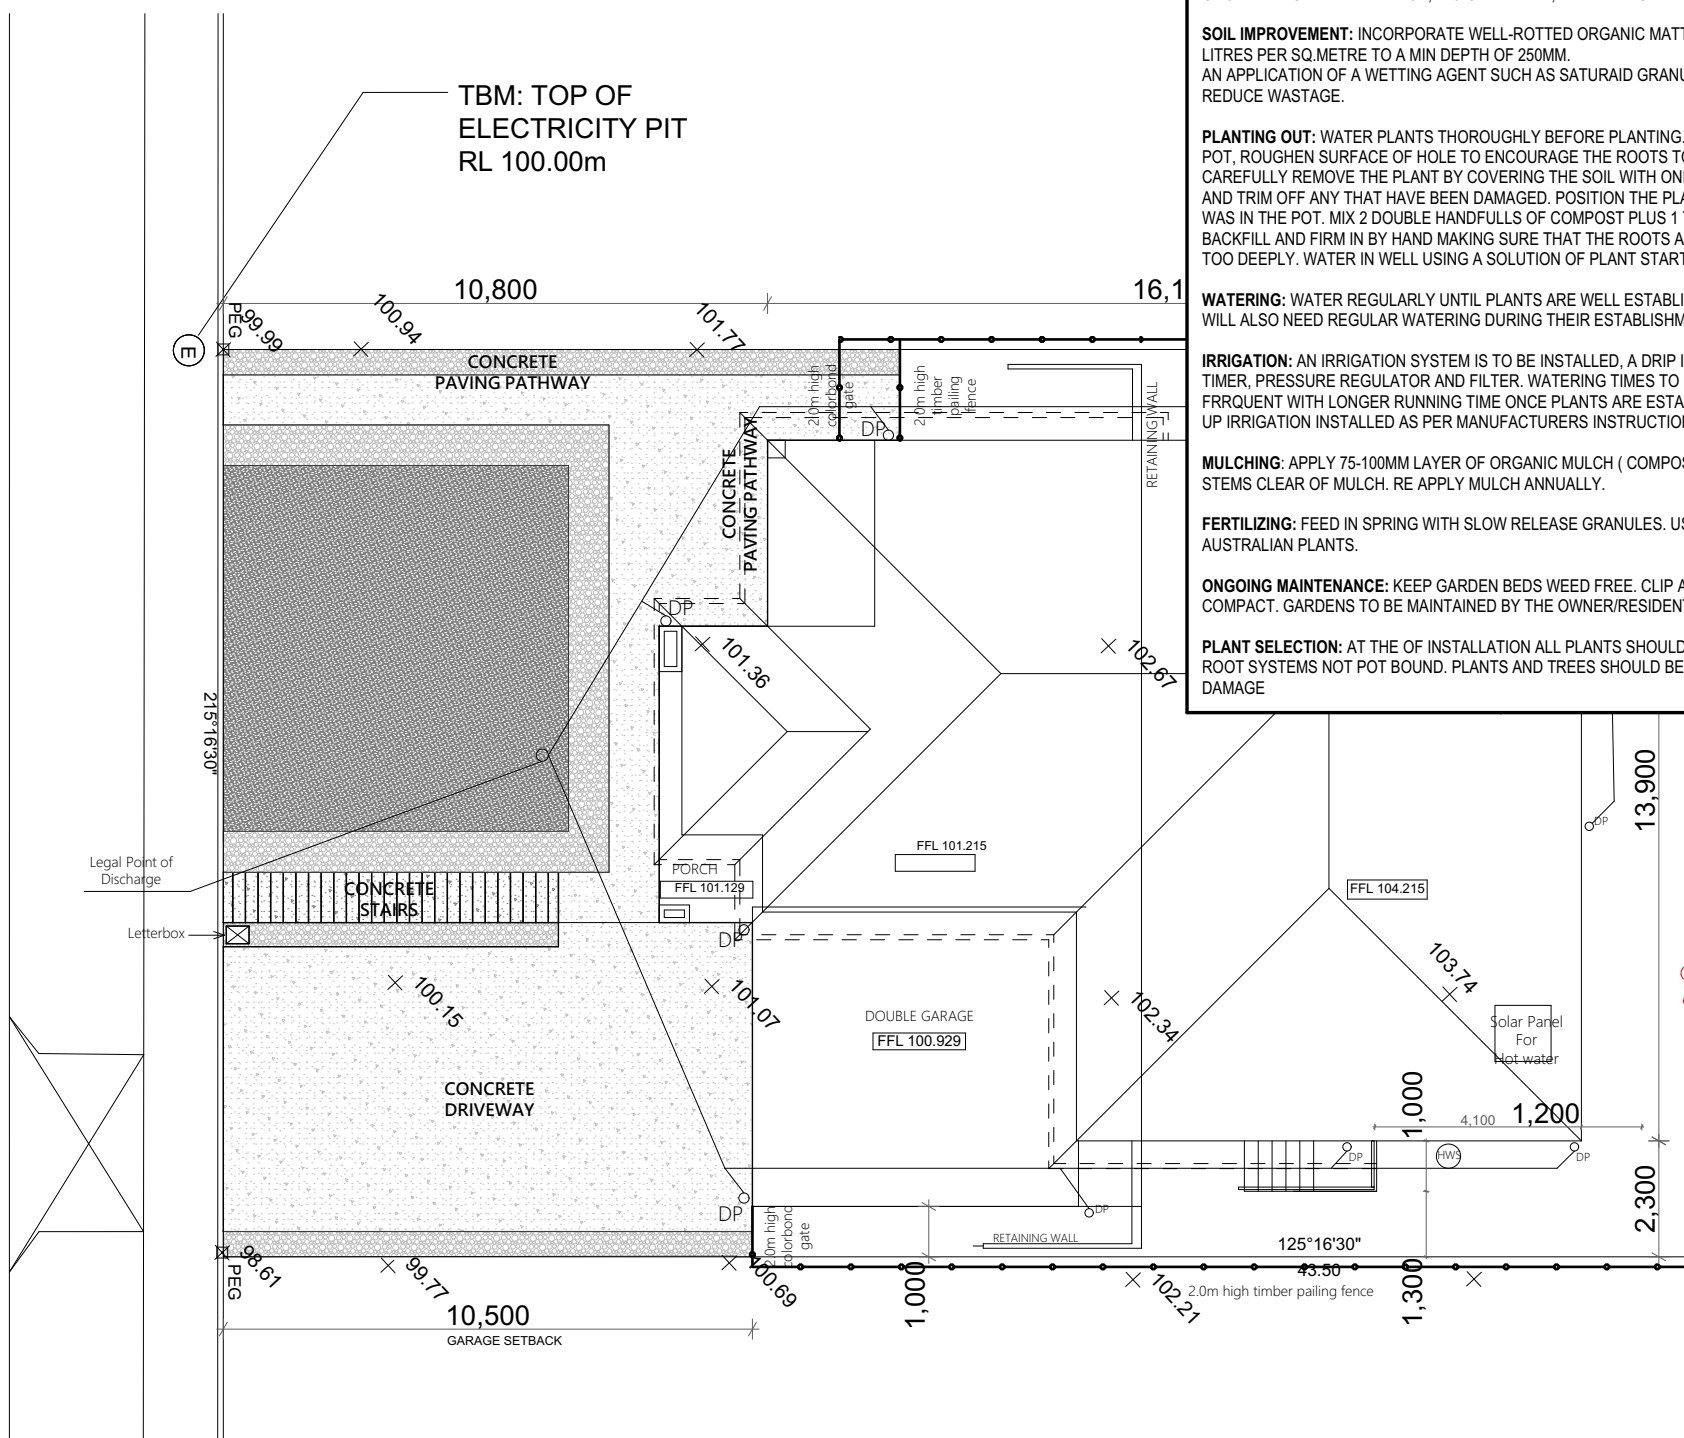 SOIL IMPROVEMENT: INCORPORATE WELL-ROTTED ORGANIC MATT
LITRES PER SQ.METRE TO A MIN DEPTH OF 250MM.
AN APPLICATION OF A WETTING AGENT SUCH AS SATURAID GRANU
REDUCE WASTAGE.
PLANTING OUT: WATER PLANTS THOROUGHLY BEFORE PLANTING.
POT, ROUGHEN SURFACE OF HOLE TO ENCOURAGE THE ROOTS TO
CAREFULLY REMOVE THE PLANT BY COVERING THE SOIL WITH ON
AND TRIM OFF ANY THAT HAVE BEEN DAMAGED. POSITION THE PLA
WAS IN THE POT. MIX 2 DOUBLE HANDFULLS OF COMPOST PLUS 1
BACKFILL AND FIRM IN BY HAND MAKING SURE THAT THE ROOTS A
TOO DEEPLY. WATER IN WELL USING A SOLUTION OF PLANT START
WATERING: WATER REGULARLY UNTIL PLANTS ARE WELL ESTABLI
WILL ALSO NEED REGULAR WATERING DURING THEIR ESTABLISHM
IRRIGATION: AN IRRIGATION SYSTEM IS TO BE INSTALLED, A DRIP I
TIMER, PRESSURE REGULATOR AND FILTER. WATERING TIMES TO
FRRQUENT WITH LONGER RUNNING TIME ONCE PLANTS ARE ESTA
UP IRRIGATION INSTALLED AS PER MANUFACTURERS INSTRUCTION
MULCHING: APPLY 75-100MM LAYER OF ORGANIC MULCH ( COMPOS
STEMS CLEAR OF MULCH. RE APPLY MULCH ANNUALLY.
FERTILIZING: FEED IN SPRING WITH SLOW RELEASE GRANULES. US
AUSTRALIAN PLANTS.
ONGOING MAINTENANCE: KEEP GARDEN BEDS WEED FREE. CLIP A
COMPACT. GARDENS TO BE MAINTAINED BY THE OWNER/RESIDENT
PLANT SELECTION: AT THE OF INSTALLATION ALL PLANTS SHOULD
ROOT SYSTEMS NOT POT BOUND. PLANTS AND TREES SHOULD BE
DAMAGE
TBM: TOP OF
ELECTRICITY PIT
RL 100.00m
10,800
16,1
E
PEG
99.99
100.94
101.77
CONCRETE
PAVING PATHWAY
2.0m high
colorbond
gate
2.0m high
timber
pailing
fence
DP
RETAINING WALL
CONCRETE
PAVING PATHWAY
DP
101.36
102.67
215°16'30"
13,900
DP
Legal Point of
Discharge
FFL 101.215
PORCH
FFL 101.129
FFL 104.215
CONCRETE
STAIRS
Letterbox
DP
100.15
101.07
102.34
103.74
DOUBLE GARAGE
FFL 100.929
Solar Panel
For
Hot water
CONCRETE
DRIVEWAY
1,000
4,100
1,200
DP
HWS
DP
2,300
DP
2.0m high
colorbond
gate
DP
RETAINING WALL
125°16'30"
43.50
2.0m high timber pailing fence
98.61
PEG
99.77
100.69
1,000
102.21
1,300
10,500
GARAGE SETBACK